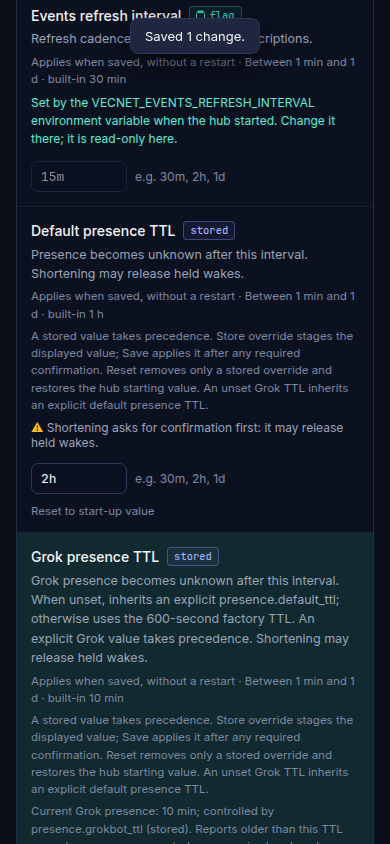 Events refresh interval flag
Refresh cadence
Saved 1 change.
criptions.
Applies when saved, without a restart · Between 1 min and 1
d · built-in 30 min
Set by the VECNET_EVENTS_REFRESH_INTERVAL
environment variable when the hub started. Change it
there; it is read-only here.
15m e.g. 30m, 2h, 1d
Default presence TTL stored
Presence becomes unknown after this interval.
Shortening may release held wakes.
Applies when saved, without a restart · Between 1 min and 1
d · built-in 1 h
A stored value takes precedence. Store override stages the
displayed value; Save applies it after any required
confirmation. Reset removes only a stored override and
restores the hub starting value. An unset Grok TTL inherits
an explicit default presence TTL.
⚠ Shortening asks for confirmation first: it may release
held wakes.
2h e.g. 30m, 2h, 1d
Reset to start-up value
Grok presence TTL stored
Grok presence becomes unknown after this interval.
When unset, inherits an explicit presence.default_ttl;
otherwise uses the 600-second factory TTL. An
explicit Grok value takes precedence. Shortening may
release held wakes.
Applies when saved, without a restart · Between 1 min and 1
d · built-in 10 min
A stored value takes precedence. Store override stages the
displayed value; Save applies it after any required
confirmation. Reset removes only a stored override and
restores the hub starting value. An unset Grok TTL inherits
an explicit default presence TTL.
Current Grok presence: 10 min; controlled by
presence.grokbot_ttl (stored). Reports older than this TTL